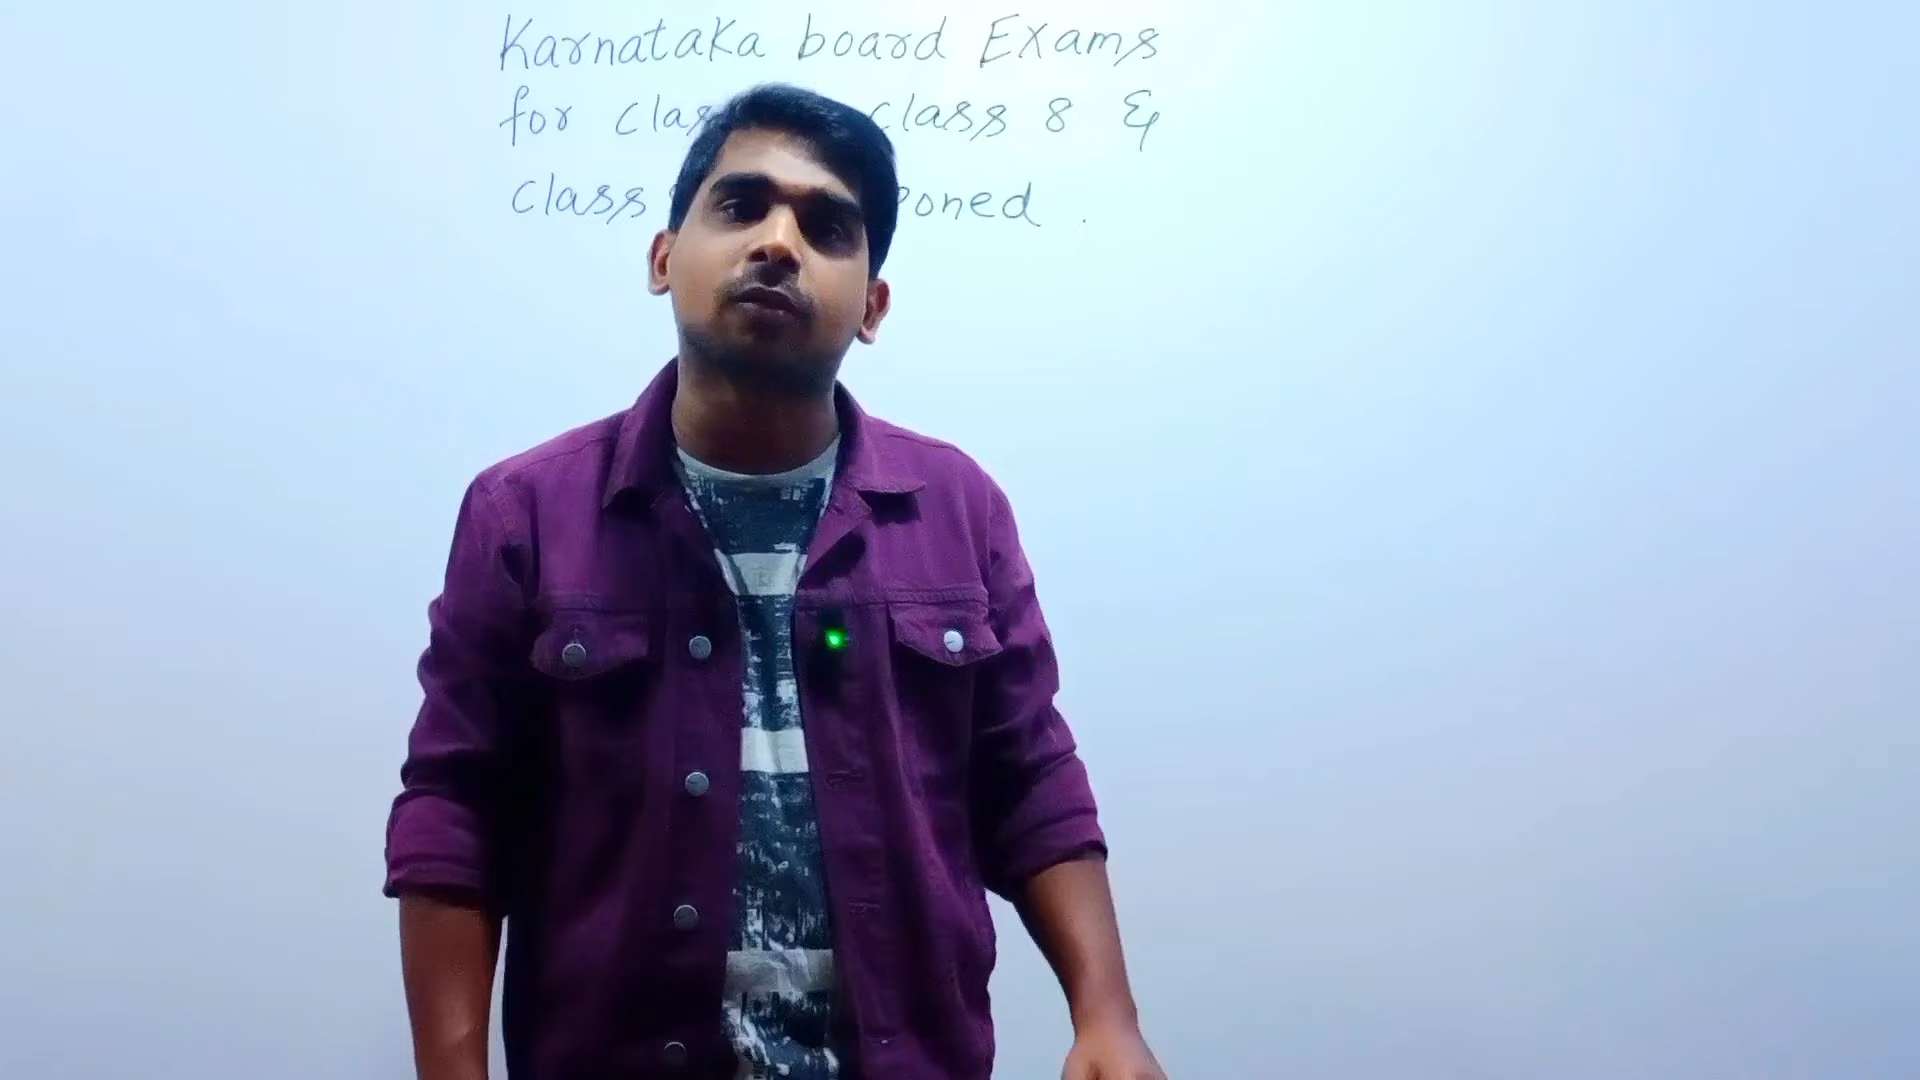 Karnataka board Exams
for class 8 &
class